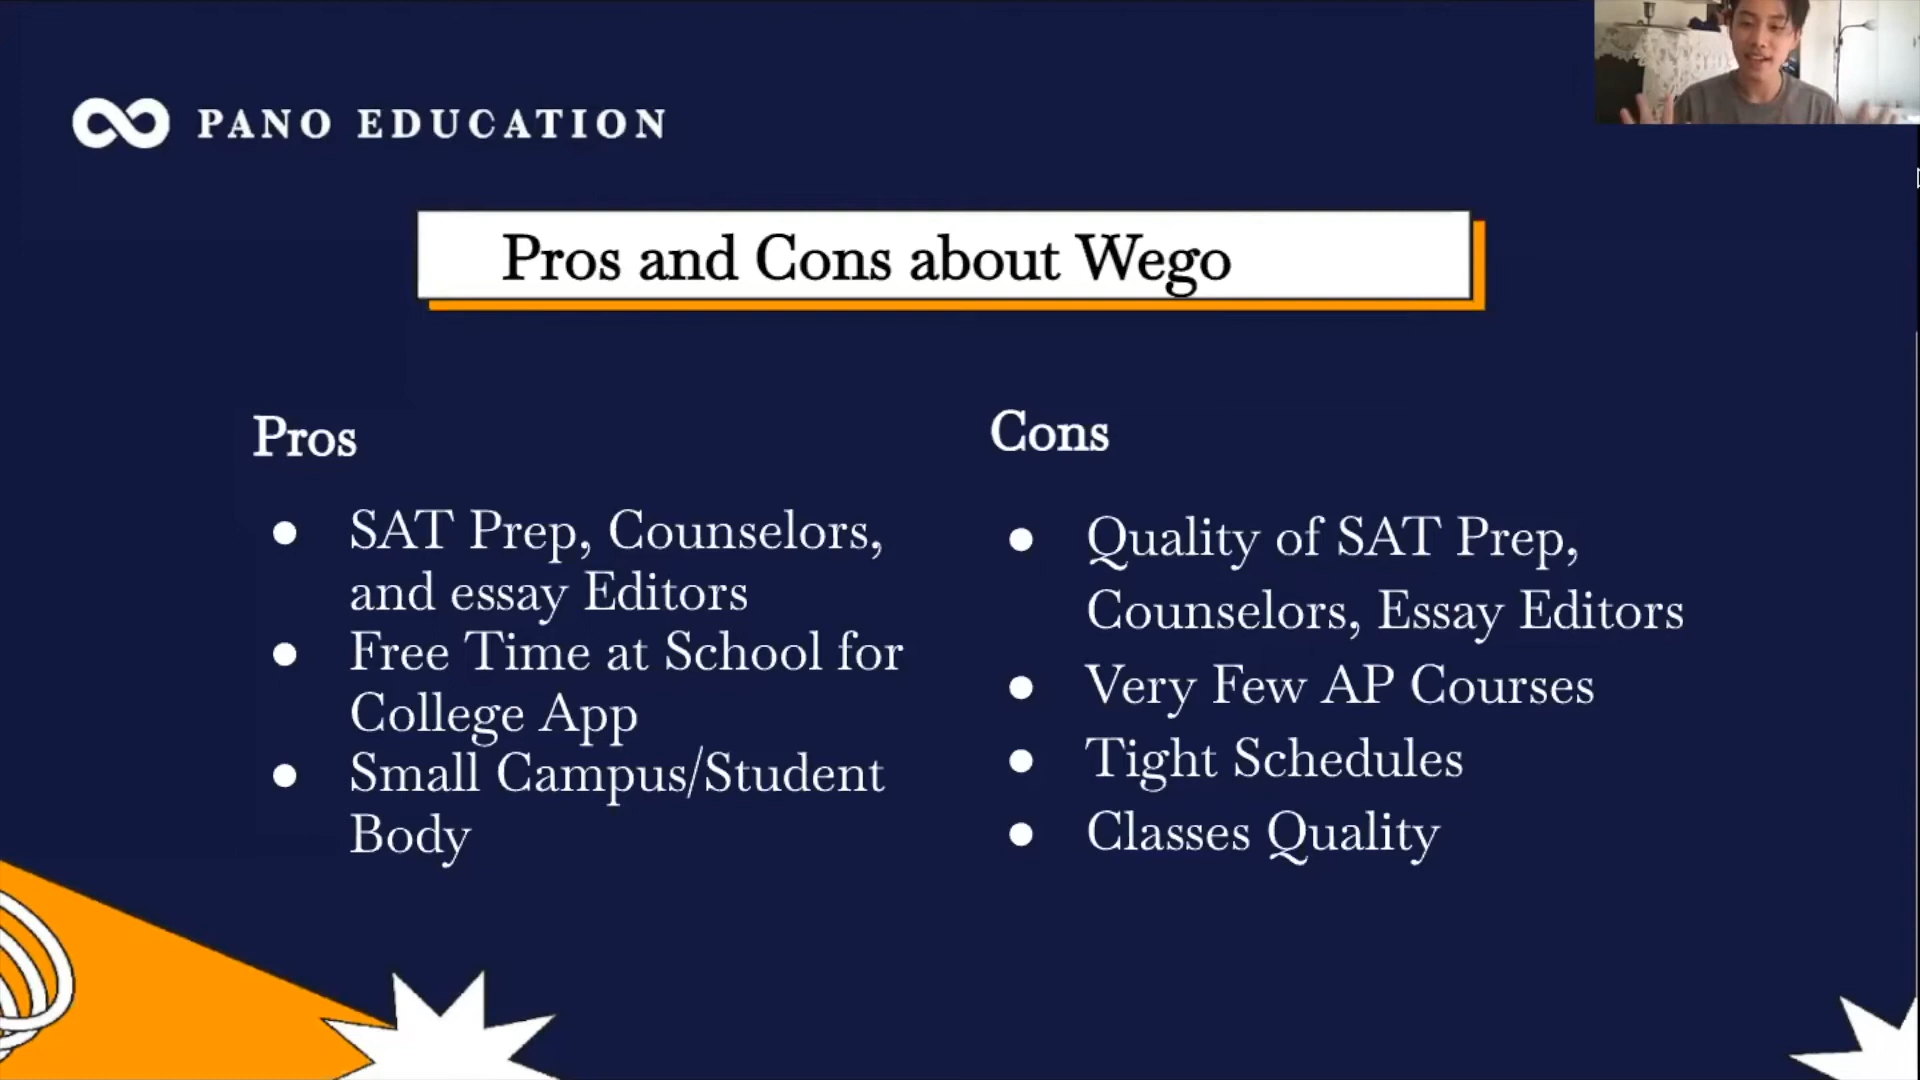 PANO EDUCATION
Pros and Cons about Wego
Pros
● SAT Prep, Counselors,
and essay Editors
● Free Time at School for
College App
● Small Campus/Student
Body
Cons
● Quality of SAT Prep,
Counselors, Essay Editors
● Very Few AP Courses
● Tight Schedules
● Classes Quality